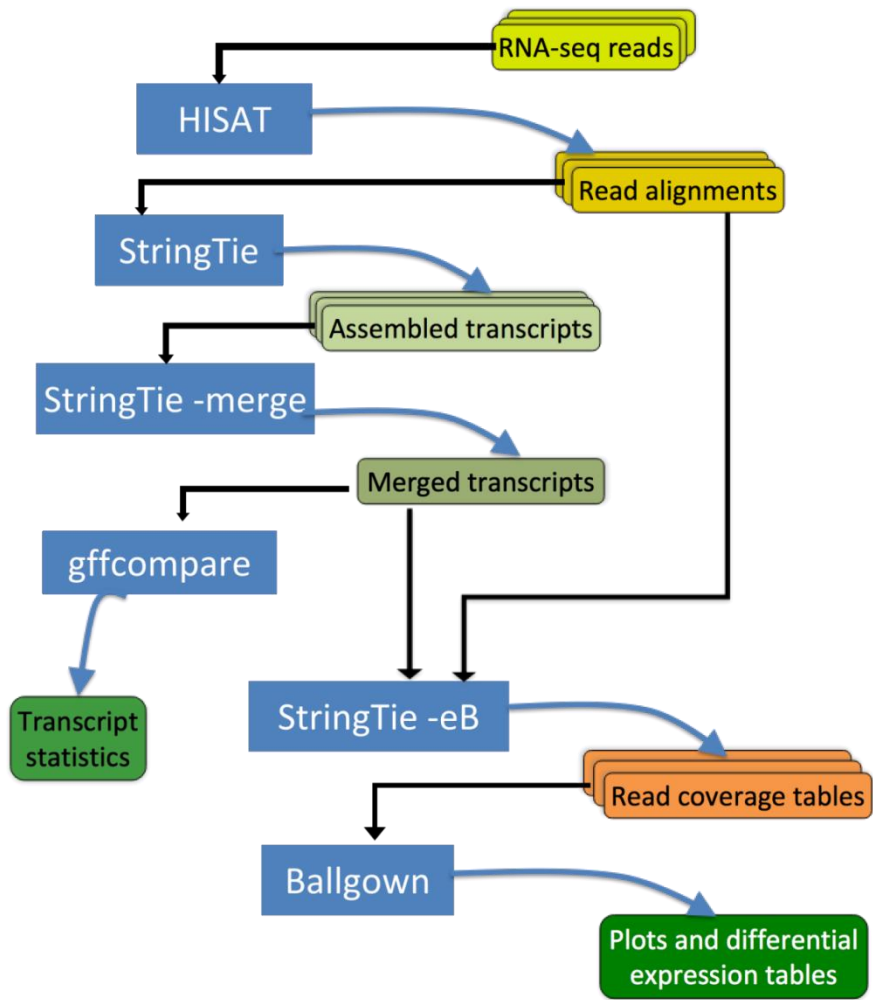 RNA-seq reads
HISAT
Read alignments
StringTie
Assembled transcripts
StringTie -merge
Merged transcripts
gffcompare
Transcript
statistics
StringTie -eB
Read coverage tables
Ballgown
Plots and differential
expression tables